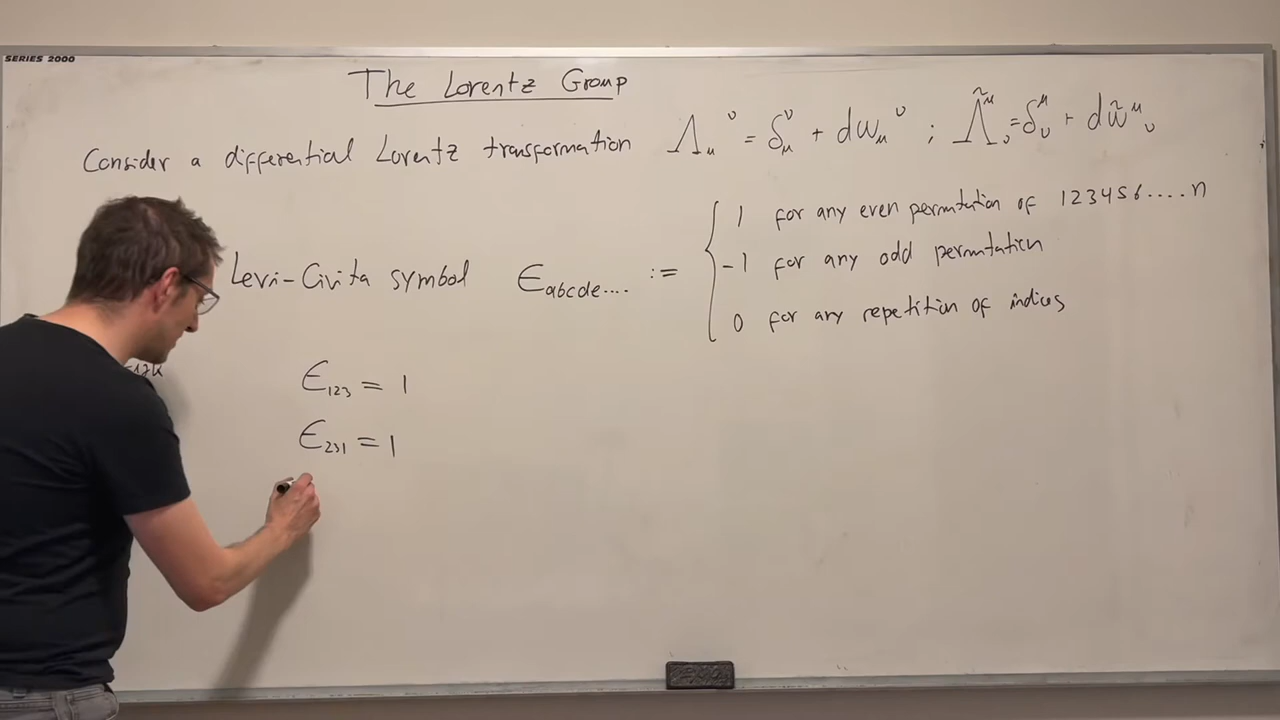 SERIES 2000
The Lorentz Group
Consider a differential Lorentz transformation Λ_μ^ν = δ_μ^ν + dω_μ^ν ; Λ̃^μ_ν = δ^μ_ν + dω̃^μ_ν
Levi-Civita symbol ϵ_abcde.... := { 1 for any even permutation of 123456....n
-1 for any odd permutation
0 for any repetition of indices
ϵ_123 = 1
ϵ_231 = 1